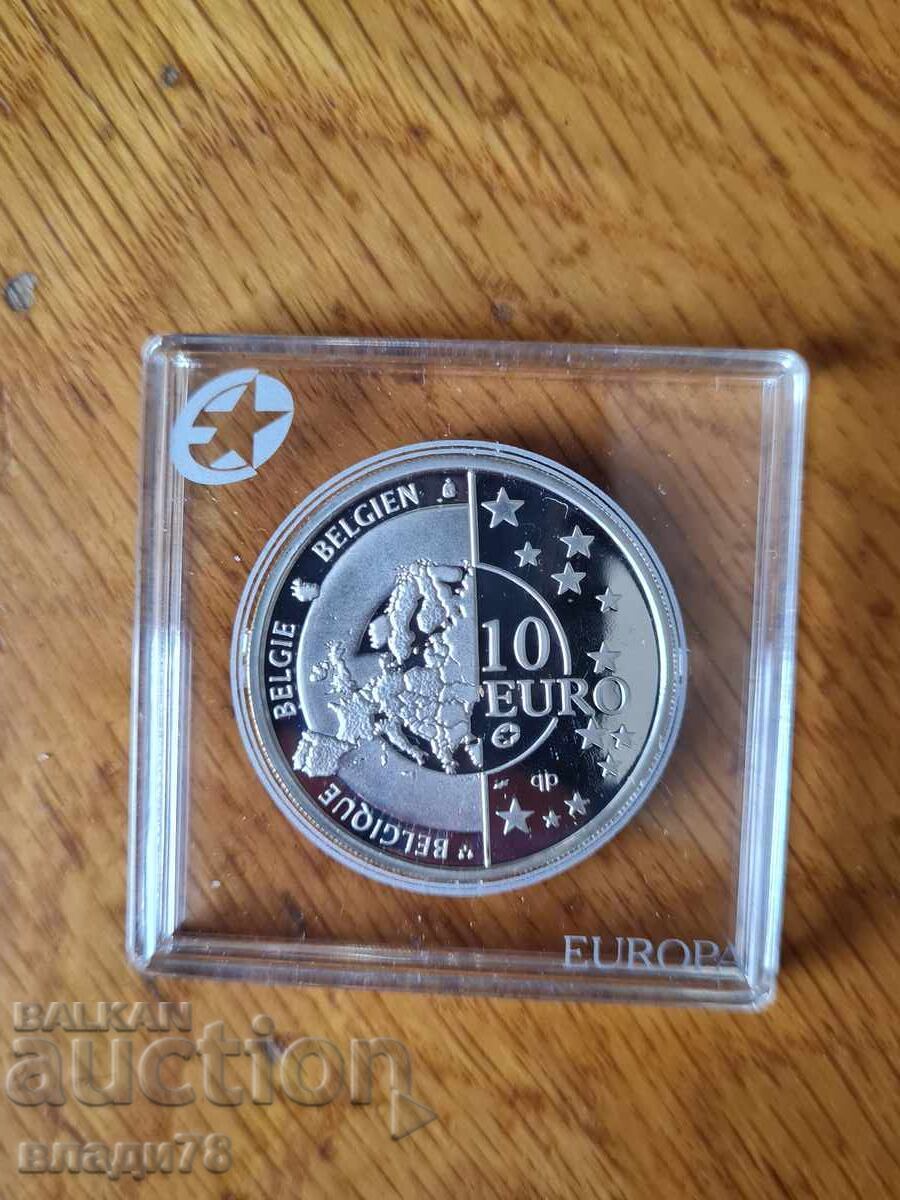 BELGIE BELGIEN
10
EURO
BELGIQUE
EUROPA
BALKAN
auction
влади78